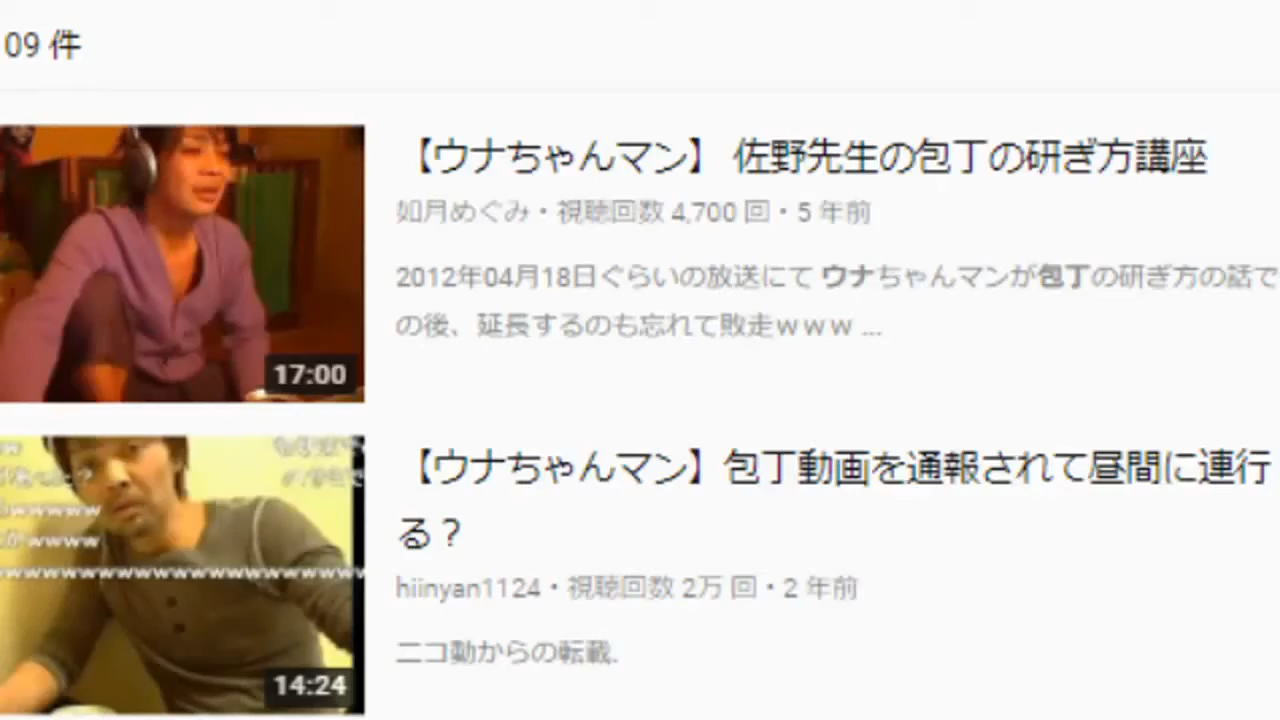 09 件
【ウナちゃんマン】 佐野先生の包丁の研ぎ方講座
如月めぐみ・視聴回数 4,700 回・5 年前
2012年04月18日ぐらいの放送にて ウナちゃんマンが包丁の研ぎ方の話で
の後、延長するのも忘れて敗走ｗｗｗ ...
17:00
【ウナちゃんマン】包丁動画を通報されて昼間に連行
る？
hiinyan1124・視聴回数 2万 回・2 年前
ニコ動からの転載.
wwwww
wwww
wwwwwwwwwwwwwwwwwwwwwwww
14:24